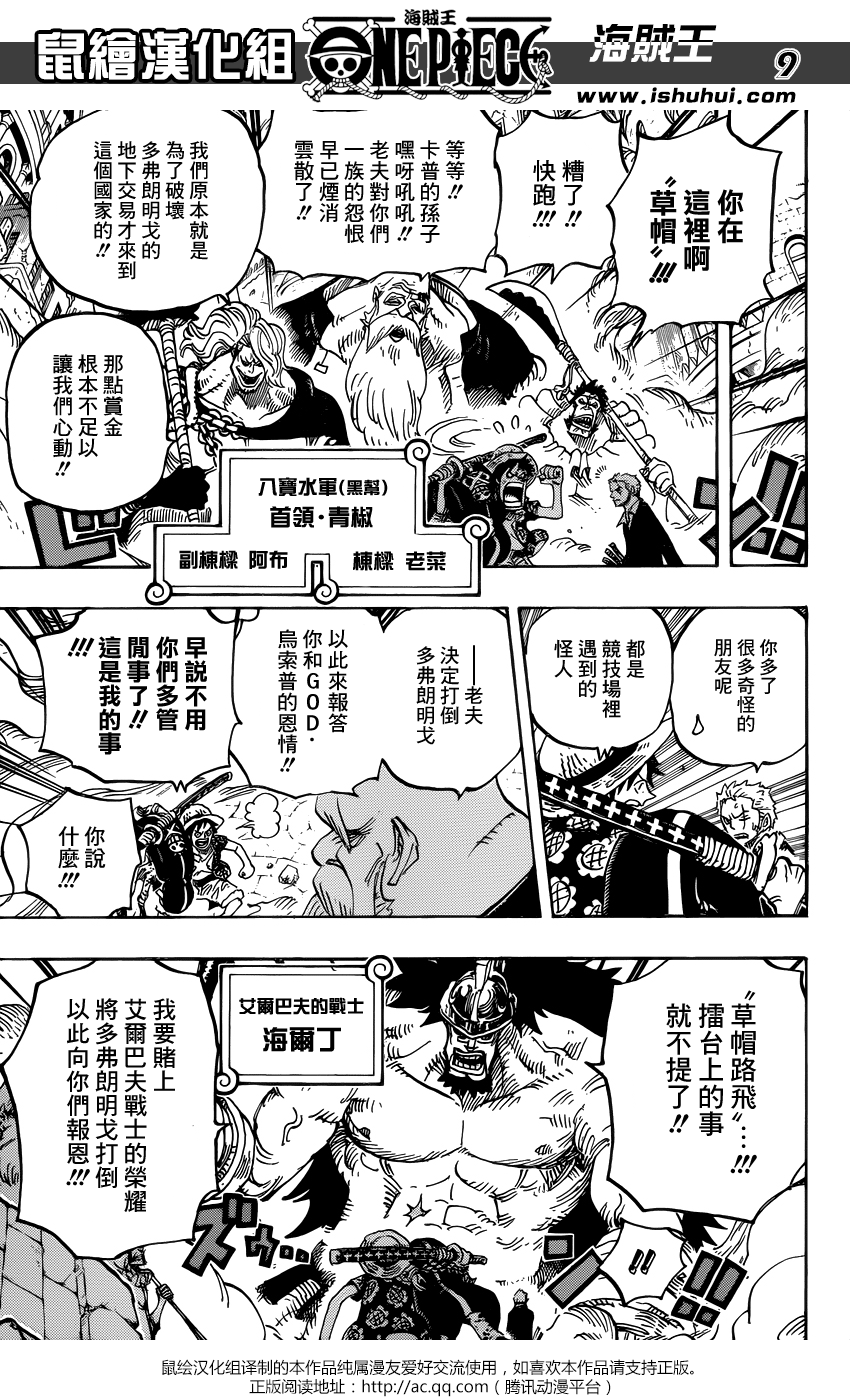 鼠繪漢化組
海賊王
ONE PIECE
海賊王
9
www.ishuhui.com
你在
這裡啊
〝草帽〞!!!
糟了!!
快跑!!!
等等!!
卡普的孫子
嘿呀吼吼!!
老夫對你們
一族的怨恨
早已煙消
雲散了!!
我們原本就是
為了破壞
多弗朗明戈的
地下交易才來到
這個國家的!!
那點賞金
根本不足以
讓我們心動!!
八寶水軍(黑幫)
首領·青椒
副棟樑 阿布
棟樑 老菜
你多了
很多奇怪的
朋友呢
都是
競技場裡
遇到的
怪人
——老夫
決定打倒
多弗朗明戈
以此來報答
你和GOD·
烏索普的恩情!!
早説不用
你們多管
閒事了!!
這是我的事
!!!
你說
什麼!!!
〝草帽路飛〞…!!!
擂台上的事
就不提了!!
艾爾巴夫的戰士
海爾丁
我要賭上
艾爾巴夫戰士的榮耀
將多弗朗明戈打倒
以此向你們報恩!!!
ズゥ…!!
鼠绘汉化组译制的本作品纯属漫友爱好交流使用，如喜欢本作品请支持正版。
正版阅读地址：http://ac.qq.com（腾讯动漫平台）